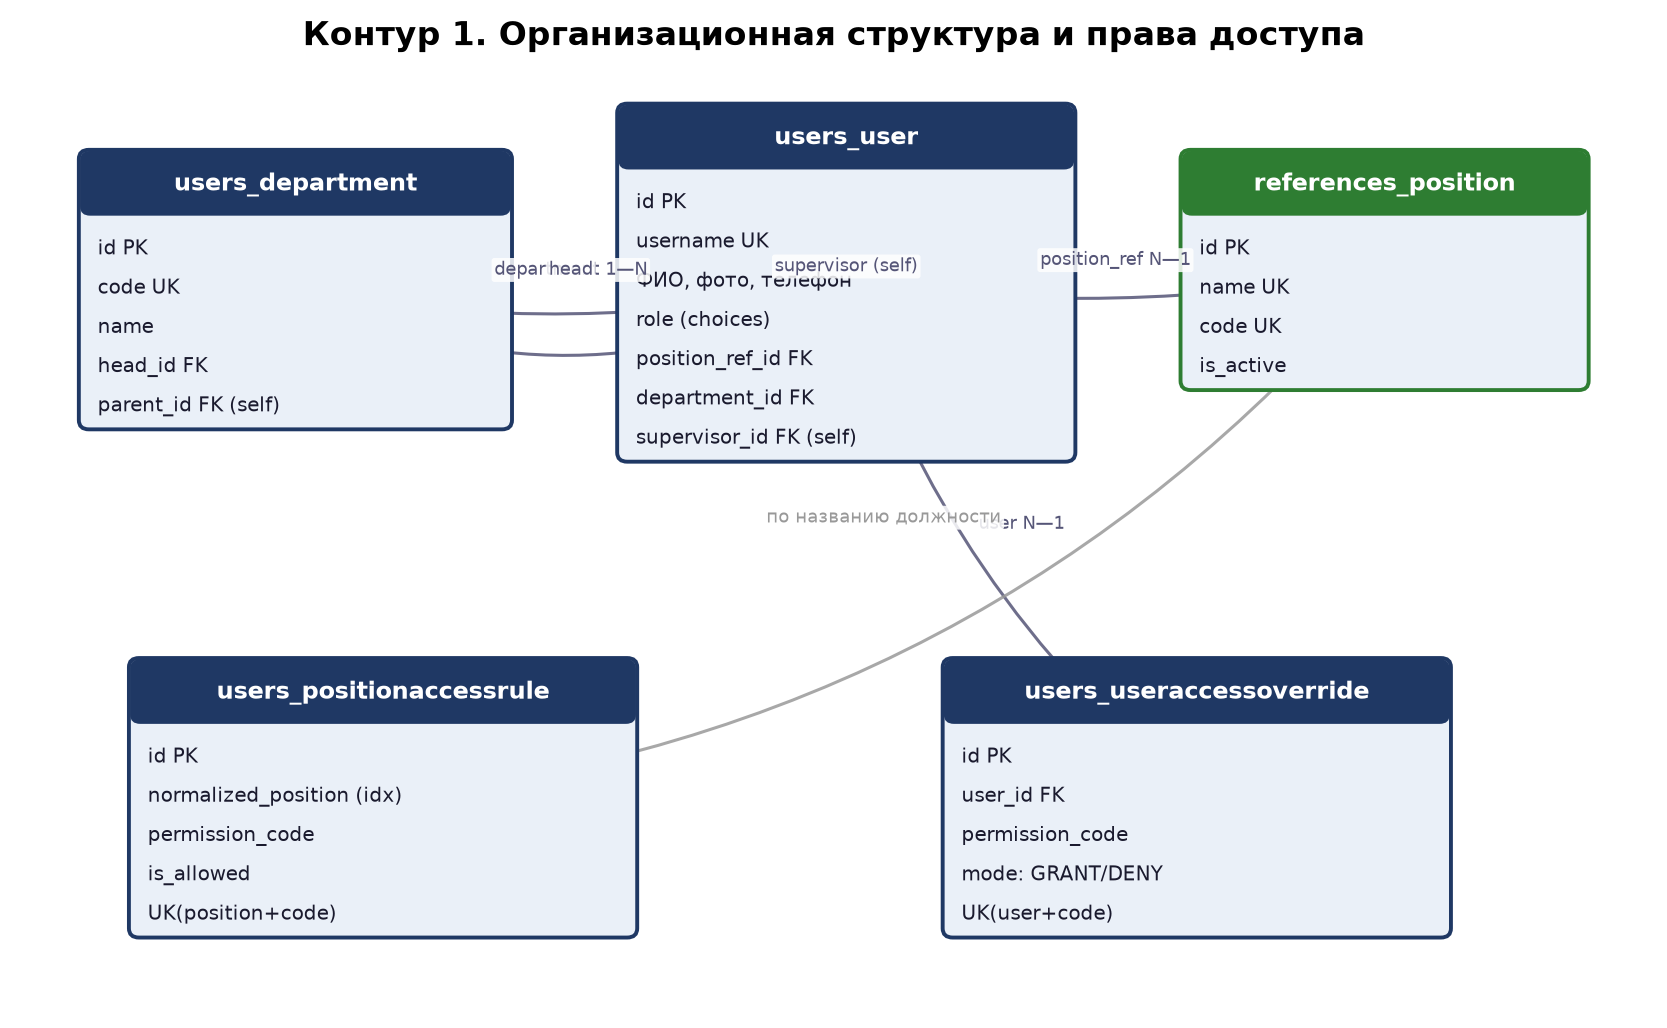 Контур 1. Организационная структура и права доступа
users_department
id PK
code UK
name
head_id FK
parent_id FK (self)
head
1—N
users_user
id PK
username UK
supervisor (self)
ФИО, фото, телефон
role (choices)
position_ref_id FK
department_id FK
supervisor_id FK (self)
position_ref N—1
references_position
id PK
name UK
code UK
is_active
по названию должности
user N—1
users_positionaccessrule
id PK
normalized_position (idx)
permission_code
is_allowed
UK(position+code)
users_useraccessoverride
id PK
user_id FK
permission_code
mode: GRANT/DENY
UK(user+code)